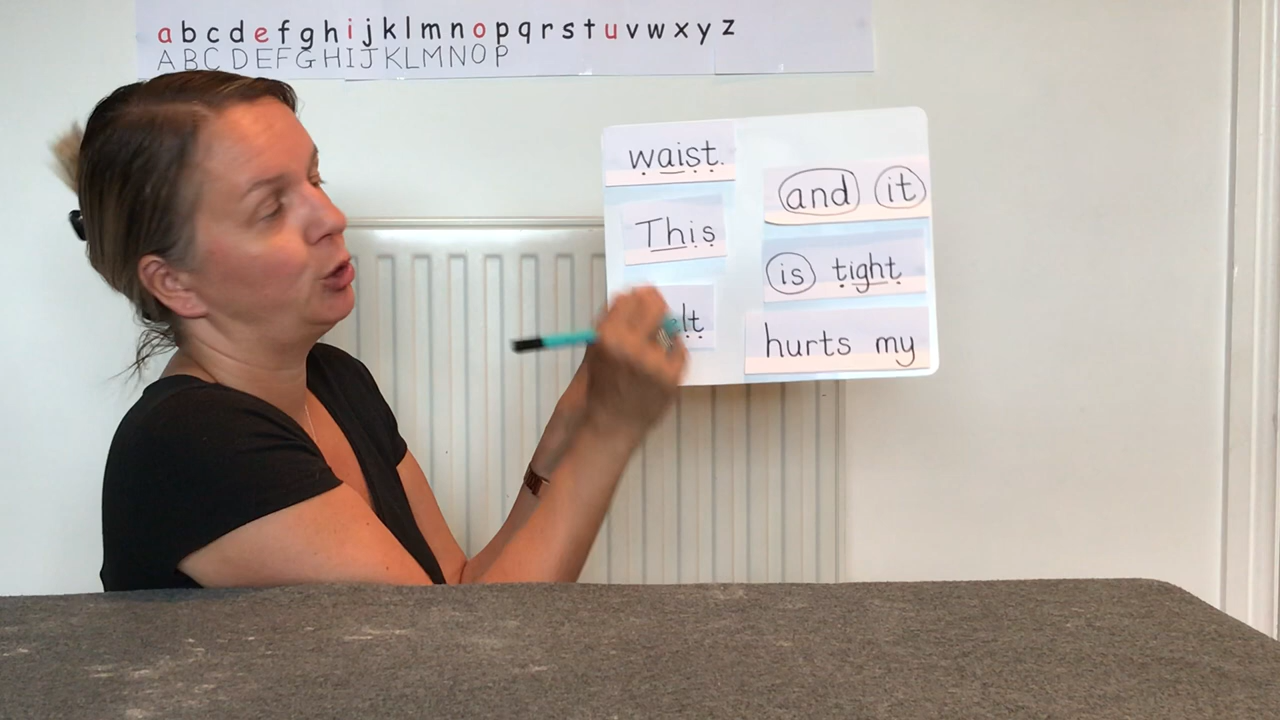 abcdefghijklmnopqrstuvwxyz
ABCDEFGHIJKLMNOP
waist.
This
and it
is tight
hurts my